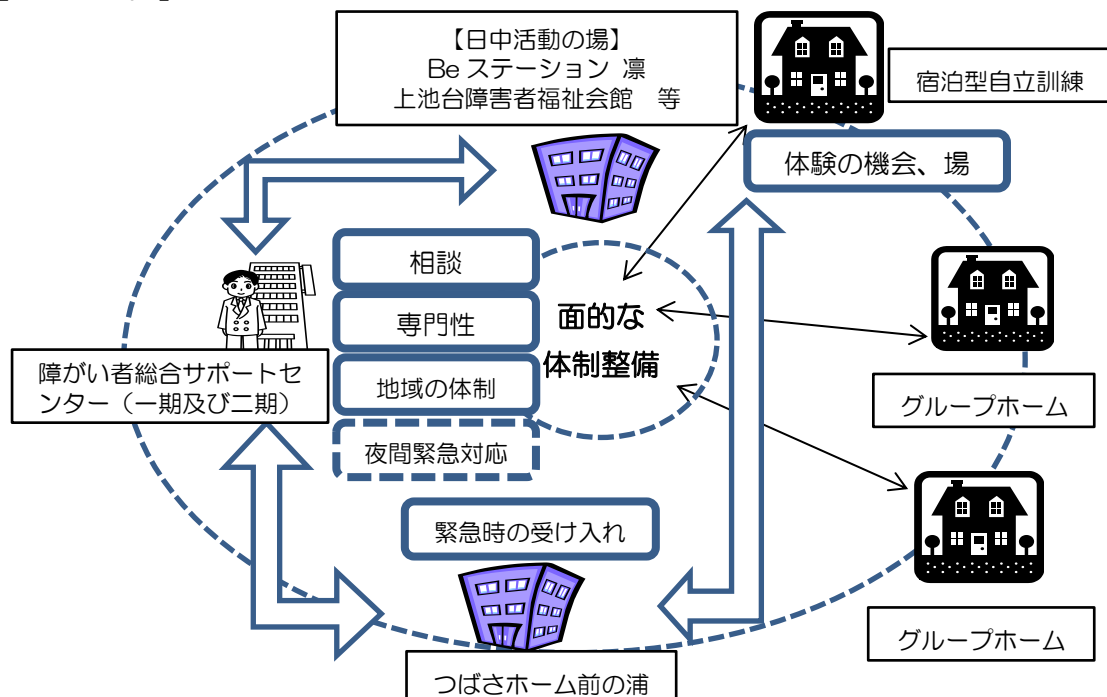 【日中活動の場】
Be ステーション 凛
上池台障害者福祉会館 等
宿泊型自立訓練
体験の機会、場
相談
専門性
地域の体制
夜間緊急対応
面的な
体制整備
障がい者総合サポートセ
ンター（一期及び二期）
グループホーム
緊急時の受け入れ
グループホーム
つばさホーム前の浦